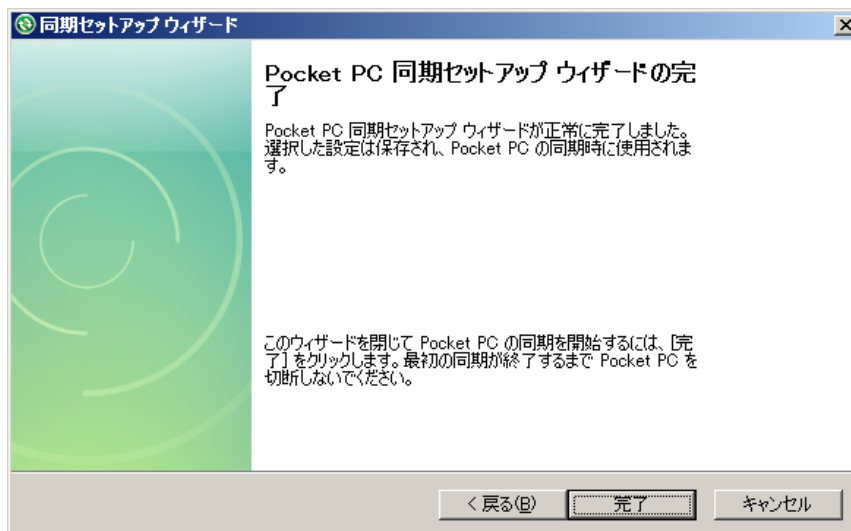 同期セットアップ ウィザード
Pocket PC 同期セットアップ ウィザードの完
了
Pocket PC 同期セットアップ ウィザードが正常に完了しました。
選択した設定は保存され、Pocket PC の同期時に使用されま
す。
このウィザードを閉じて Pocket PC の同期を開始するには、[完
了] をクリックします。最初の同期が終了するまで Pocket PC を
切断しないでください。
< 戻る(B)
完了
キャンセル